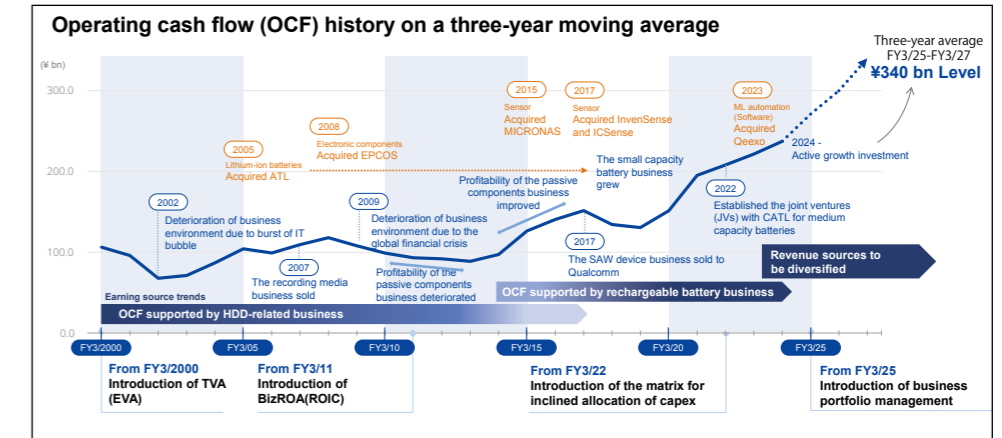 Operating cash flow (OCF) history on a three-year moving average
(¥ bn)
300.0
200.0
100.0
0.0
Three-year average
FY3/25-FY3/27
¥340 bn Level
2015
Sensor
Acquired
MICRONAS
2017
Sensor
Acquired InvenSense
and ICSense
2023
ML automation
(Software)
Acquired
Qeexo
2024 -
Active growth investment
2008
Electronic components
Acquired EPCOS
2005
Lithium-ion batteries
Acquired ATL
The small capacity
battery business
grew
Profitability of the passive
components business
improved
2002
Deterioration of business
environment due to burst of IT
bubble
2009
Deterioration of business
environment due to the
global financial crisis
2022
Established the joint ventures
(JVs) with CATL for medium
capacity batteries
2007
The recording media
business sold
Profitability of the
passive components
business deteriorated
2017
The SAW device business sold to
Qualcomm
Revenue sources to
be diversified
Earning source trends
OCF supported by rechargeable battery business
OCF supported by HDD-related business
FY3/2000
FY3/05
FY3/10
FY3/15
FY3/20
FY3/25
From FY3/2000
Introduction of TVA
(EVA)
From FY3/11
Introduction of
BizROA(ROIC)
From FY3/22
Introduction of the matrix for
inclined allocation of capex
From FY3/25
Introduction of business
portfolio management